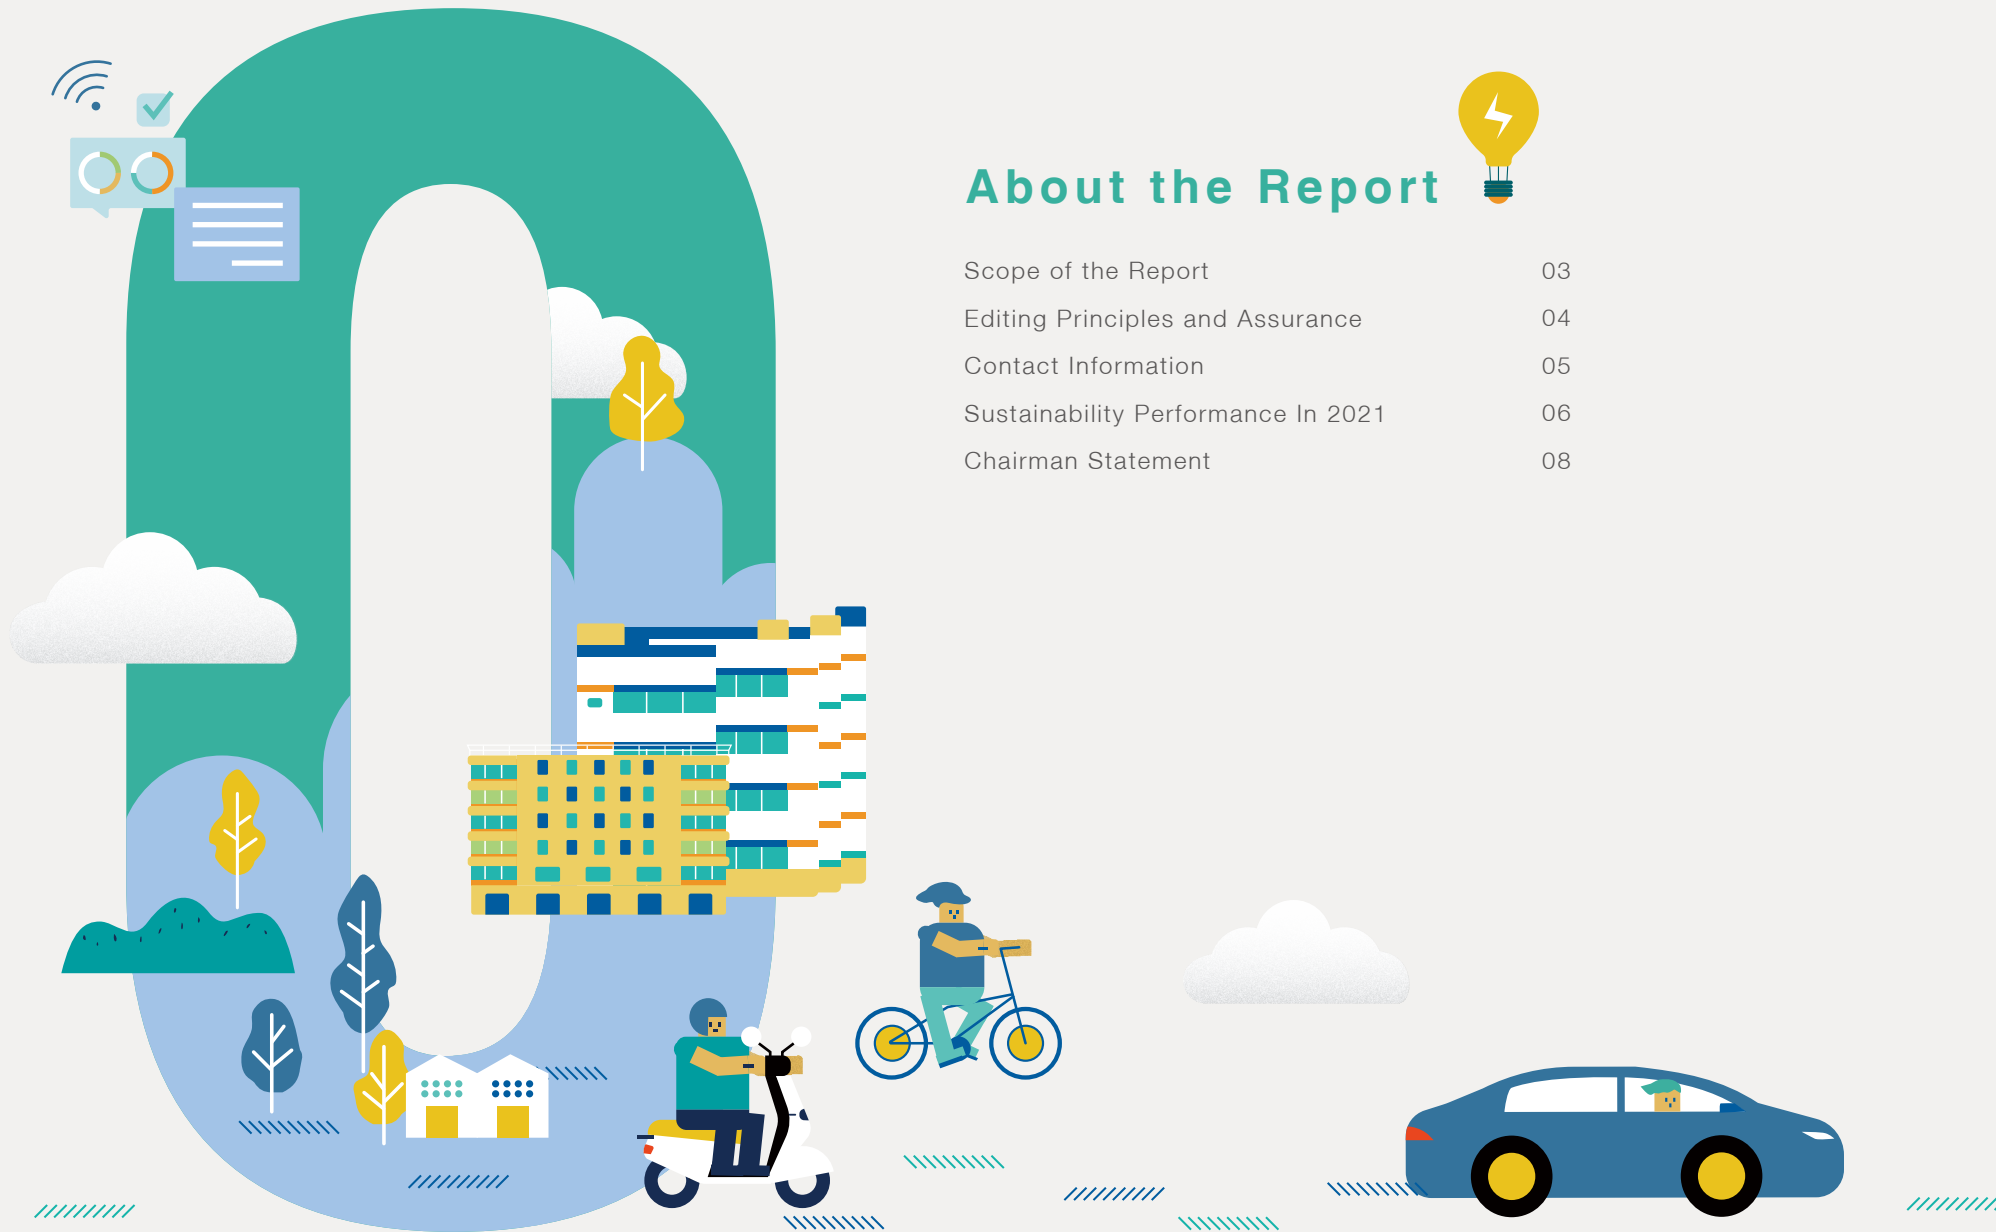 About the Report
Scope of the Report 03
Editing Principles and Assurance 04
Contact Information 05
Sustainability Performance In 2021 06
Chairman Statement 08